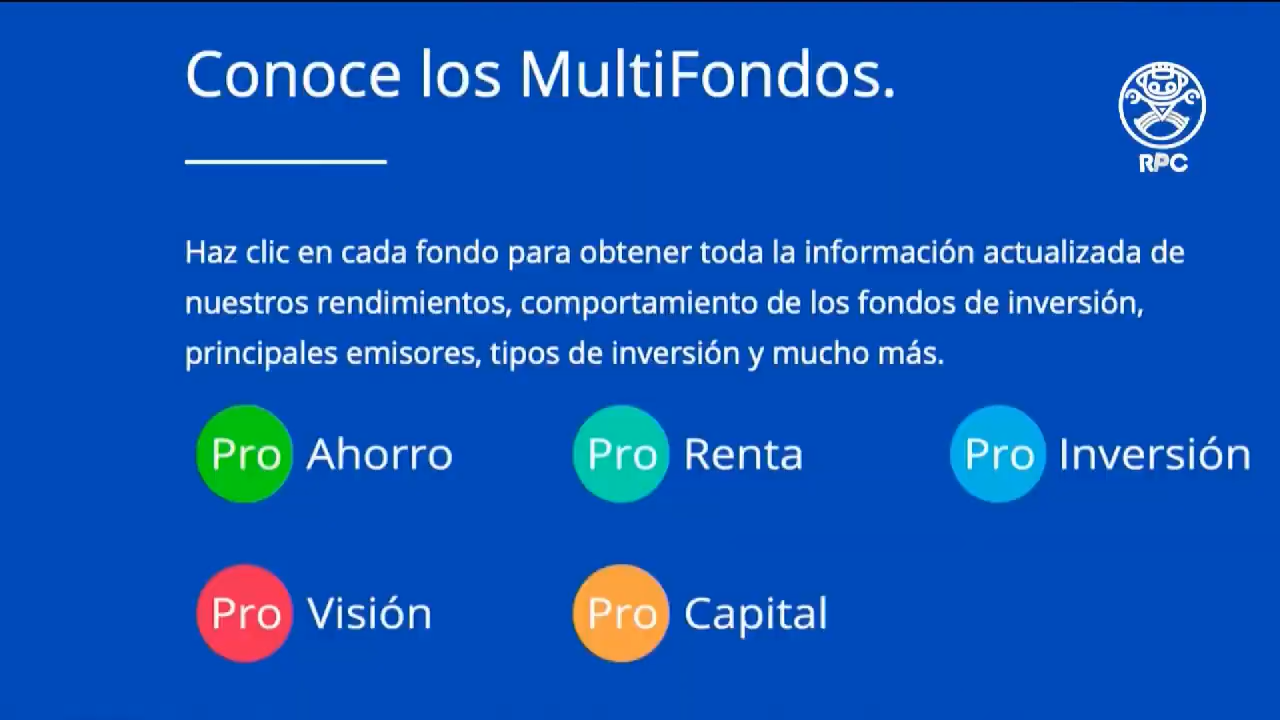 Conoce los MultiFondos.
RPC
Haz clic en cada fondo para obtener toda la información actualizada de
nuestros rendimientos, comportamiento de los fondos de inversión,
principales emisores, tipos de inversión y mucho más.
Pro Ahorro
Pro Renta
Pro Inversión
Pro Visión
Pro Capital